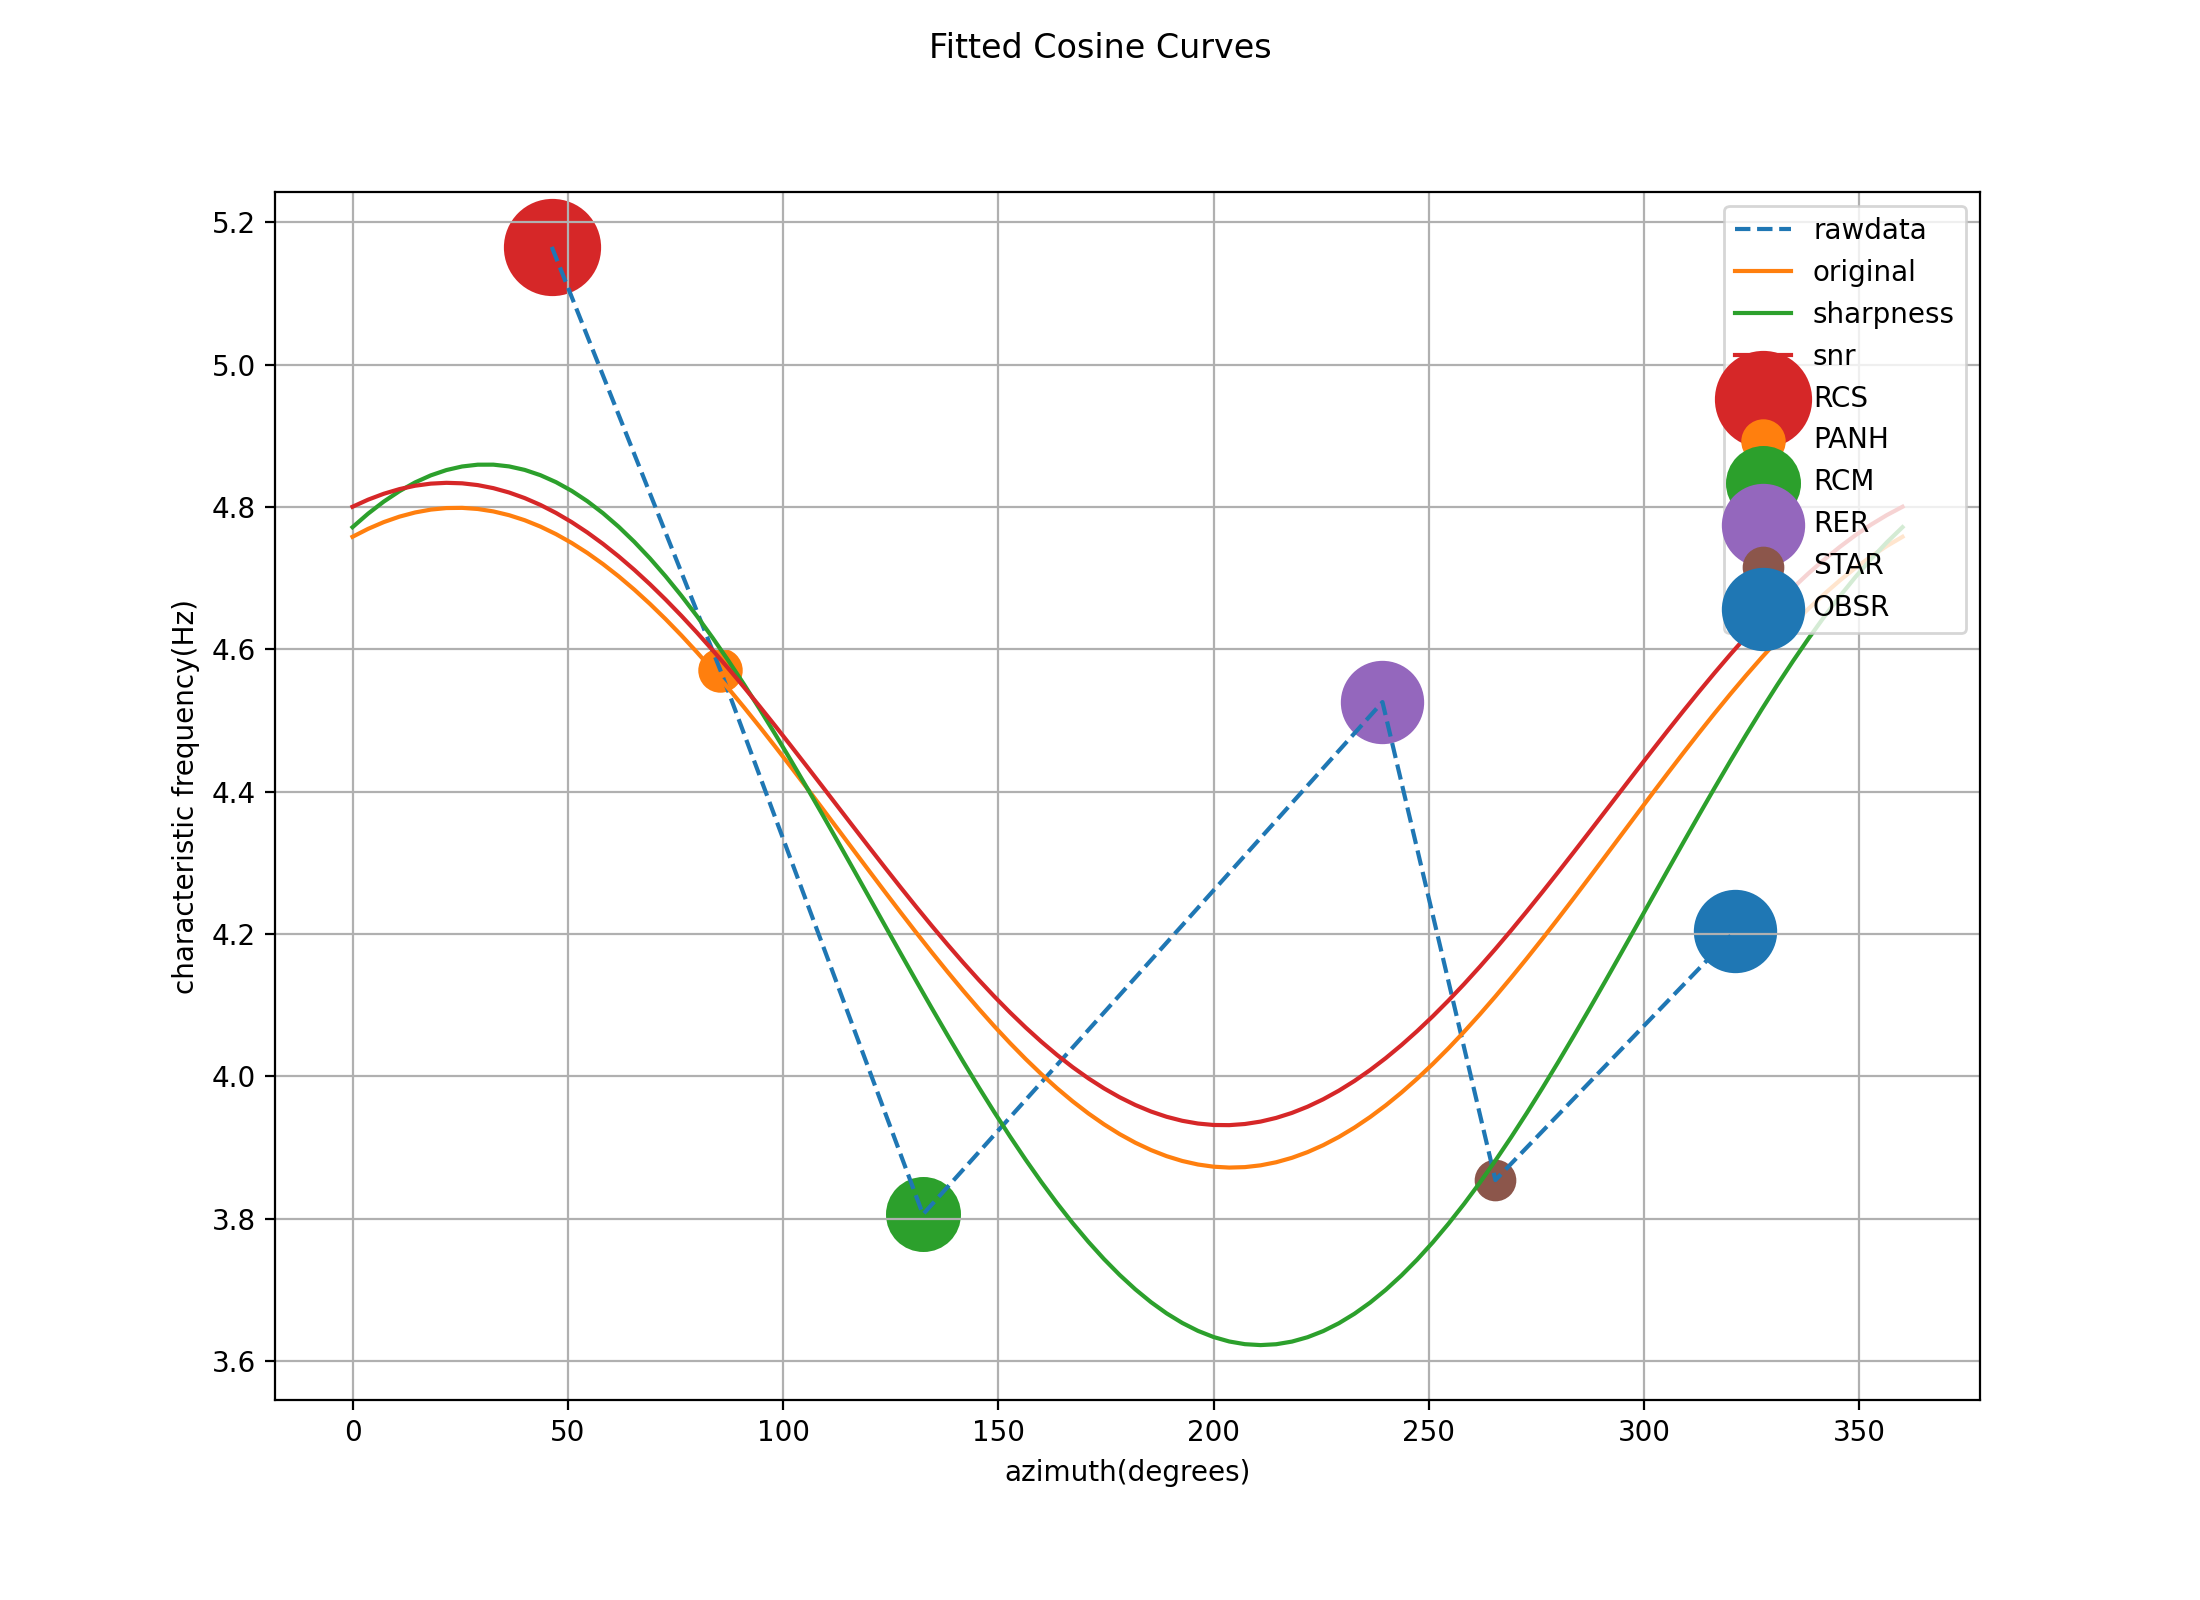 Fitted Cosine Curves
5.2
5.0
4.8
4.6
4.4
4.2
4.0
3.8
3.6
characteristic frequency(Hz)
rawdata
original
sharpness
snr
RCS
PANH
RCM
RER
STAR
OBSR
0 50 100 150 200 250 300 350
azimuth(degrees)